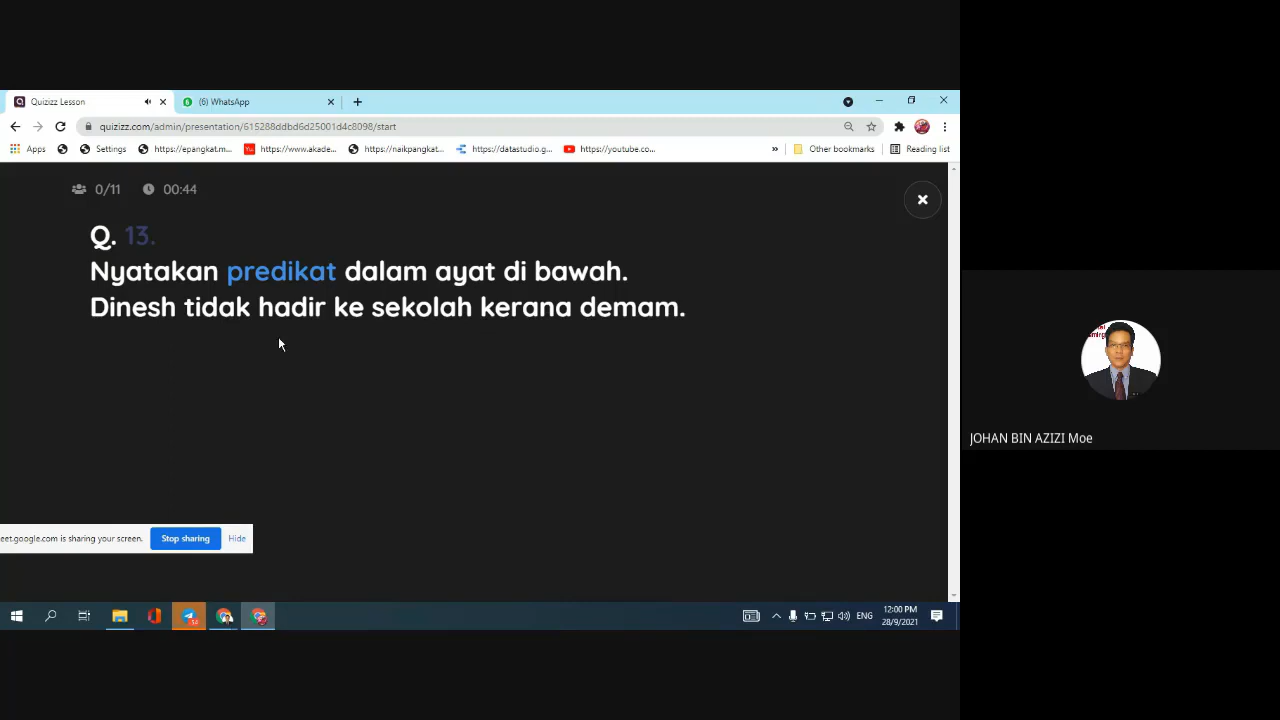 Quizizz Lesson
(6) WhatsApp
quizizz.com/admin/presentation/615288ddbd6d25001d4c8098/start
Apps Settings https://epangkat.m... https://www.akade... https://naikpangkat... https://datastudio.g... https://youtube.co... » Other bookmarks Reading list
0/11 00:44
Q. 13.
Nyatakan predikat dalam ayat di bawah.
Dinesh tidak hadir ke sekolah kerana demam.
JOHAN BIN AZIZI Moe
eet.google.com is sharing your screen. Stop sharing Hide
ENG
12:00 PM
28/9/2021